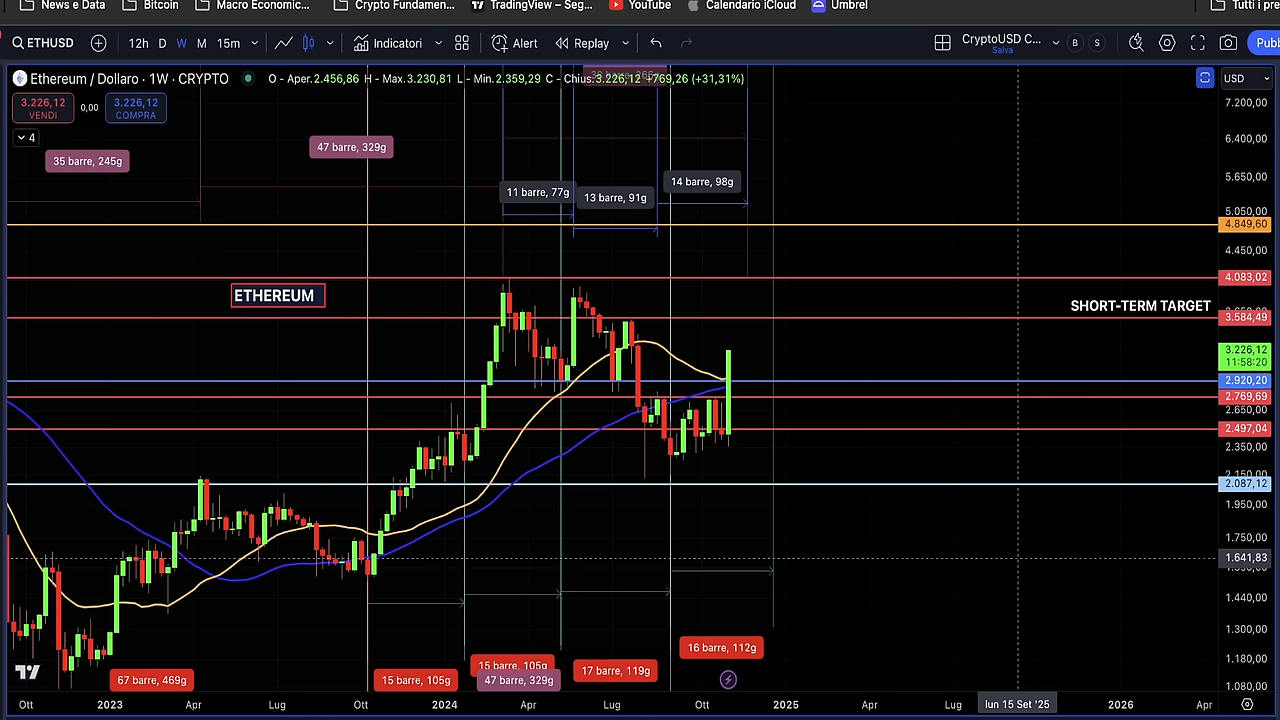 News e Data
Bitcoin
Macro Economic...
Crypto Fundamen...
TradingView – Seg...
YouTube
Calendario iCloud
Umbrel
Tutti i pre
ETHUSD
12h D W M 15m
Indicatori
Alert
Replay
CryptoUSD C...
Salva
B
S
Pubb
Ethereum / Dollaro · 1W · CRYPTO
O - Aper.2.456,86 H - Max.3.230,81 L - Min.2.359,29 C - Chius.3.226,12 +769,26 (+31,31%)
USD
3.226,12
VENDI
0,00
3.226,12
COMPRA
4
35 barre, 245g
47 barre, 329g
11 barre, 77g
13 barre, 91g
14 barre, 98g
ETHEREUM
SHORT-TERM TARGET
7.200,00
6.400,00
5.650,00
5.050,00
4.849,60
4.450,00
4.083,02
3.584,49
3.226,12
11:58:20
2.920,20
2.769,69
2.650,00
2.497,04
2.350,00
2.087,12
1.950,00
1.750,00
1.641,83
1.440,00
1.300,00
1.180,00
1.080,00
16 barre, 112g
15 barre, 105g
17 barre, 119g
67 barre, 469g
15 barre, 105g
47 barre, 329g
Ott
2023
Apr
Lug
Ott
2024
Apr
Lug
Ott
2025
Apr
Lug
lun 15 Set '25
2026
Apr